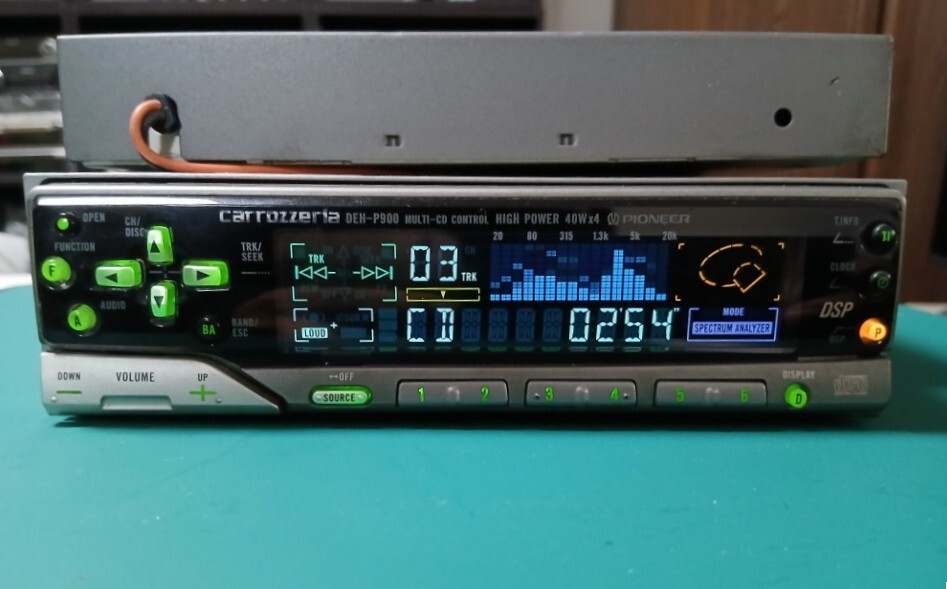 carrozzeria DEH-P900 MULTI-CD CONTROL HIGH POWER 40W×4 PIONEER
OPEN
CH/
DISC
T.INFO
FUNCTION
F
TRK/
SEEK
TRK
03 TRK
20 80 315 1.3k 5k 20k
CLOCK
AUDIO
A
BA
BAND/
ESC
LOUD
CD 02'54"
MODE
SPECTRUM ANALYZER
DSP
P
DOWN VOLUME UP
OFF
SOURCE
1 2 3 4 5 6
DISPLAY
D